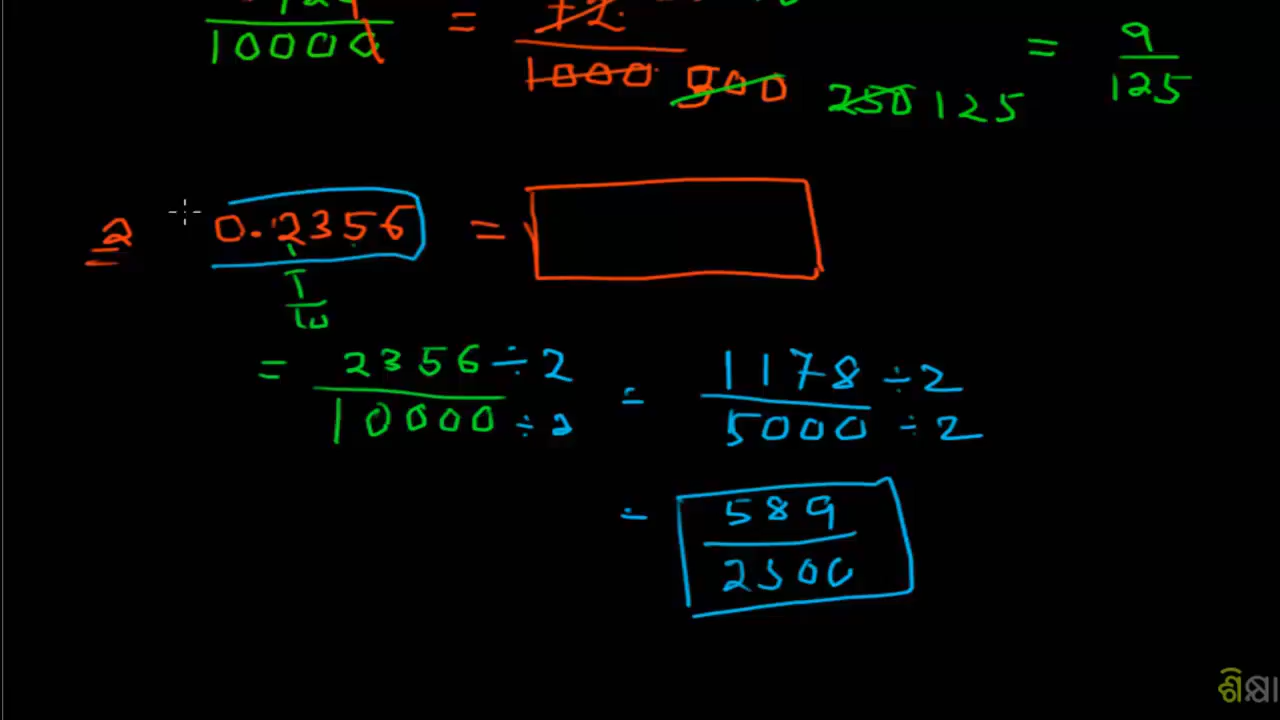 10000 = 72 / 1000 500 250 125 = 9 / 125
2 0.2356 =
1 / 10
= 2356 ÷ 2 / 10000 ÷ 2 = 1178 ÷ 2 / 5000 ÷ 2
= 589 / 2500
ଶିକ୍ଷା